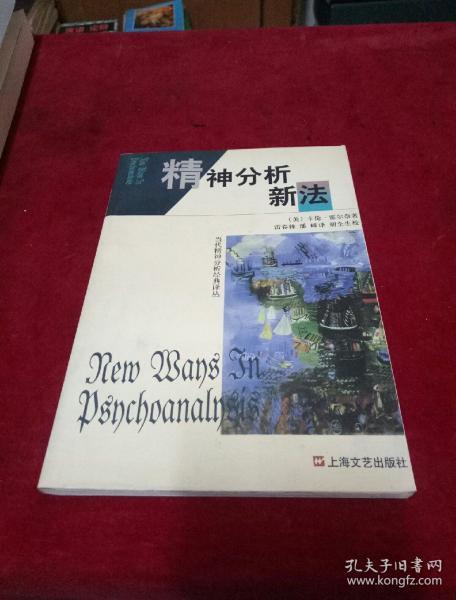 精神分析
新法
(美) 卡伦·霍尔奈著
当代精神分析经典译丛
New Ways In
Psychoanalysis
上海文艺出版社
孔夫子旧书网
www.kongfz.com